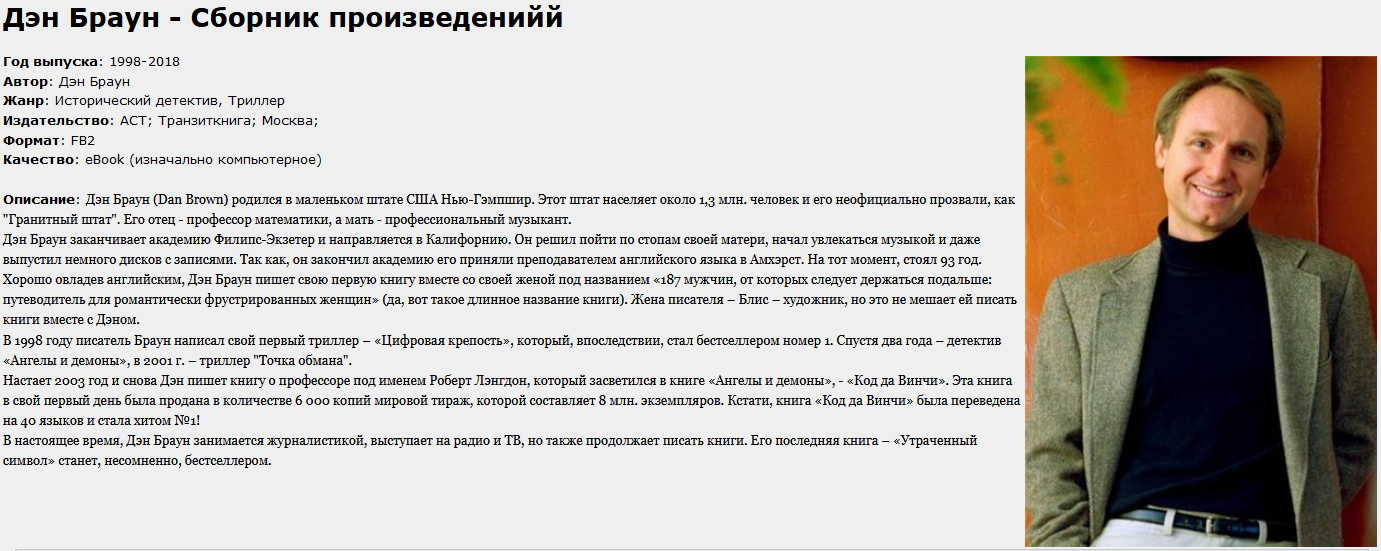 Дэн Браун - Сборник произведенийй
Год выпуска: 1998-2018
Автор: Дэн Браун
Жанр: Исторический детектив, Триллер
Издательство: АСТ; Транзиткнига; Москва;
Формат: FB2
Качество: eBook (изначально компьютерное)
Описание: Дэн Браун (Dan Brown) родился в маленьком штате США Нью-Гэмпшир. Этот штат населяет около 1,3 млн. человек и его неофициально прозвали, как
"Гранитный штат". Его отец - профессор математики, а мать - профессиональный музыкант.
Дэн Браун заканчивает академию Филипс-Экзетер и направляется в Калифорнию. Он решил пойти по стопам своей матери, начал увлекаться музыкой и даже
выпустил немного дисков с записями. Так как, он закончил академию его приняли преподавателем английского языка в Амхэрст. На тот момент, стоял 93 год.
Хорошо овладев английским, Дэн Браун пишет свою первую книгу вместе со своей женой под названием «187 мужчин, от которых следует держаться подальше:
путеводитель для романтически фрустрированных женщин» (да, вот такое длинное название книги). Жена писателя – Блис – художник, но это не мешает ей писать
книги вместе с Дэном.
В 1998 году писатель Браун написал свой первый триллер – «Цифровая крепость», который, впоследствии, стал бестселлером номер 1. Спустя два года – детектив
«Ангелы и демоны», в 2001 г. – триллер "Точка обмана".
Настает 2003 год и снова Дэн пишет книгу о профессоре под именем Роберт Лэнгдон, который засветился в книге «Ангелы и демоны», - «Код да Винчи». Эта книга
в свой первый день была продана в количестве 6 000 копий мировой тираж, которой составляет 8 млн. экземпляров. Кстати, книга «Код да Винчи» была переведена
на 40 языков и стала хитом №1!
В настоящее время, Дэн Браун занимается журналистикой, выступает на радио и ТВ, но также продолжает писать книги. Его последняя книга – «Утраченный
символ» станет, несомненно, бестселлером.